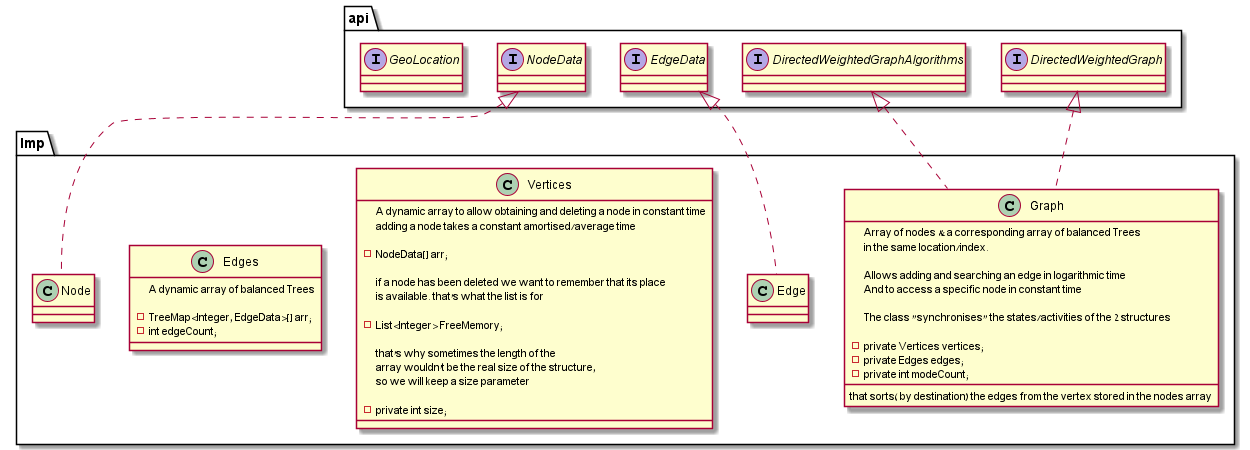 api
I GeoLocation
I NodeData
I EdgeData
I DirectedWeightedGraphAlgorithms
I DirectedWeightedGraph
Imp
C Node
C Edges
A dynamic array of balanced Trees
TreeMap<Integer, EdgeData>[] arr;
int edgeCount;
C Vertices
A dynamic array to allow obtaining and deleting a node in constant time
adding a node takes a constant amortised/average time
NodeData[] arr;
if a node has been deleted we want to remember that its place
is available. that's what the list is for
List<Integer> FreeMemory;
that's why sometimes the length of the
array wouldn't be the real size of the structure,
so we will keep a size parameter
private int size;
C Edge
C Graph
Array of nodes & a corresponding array of balanced Trees
in the same location/index.
Allows adding and searching an edge in logarithmic time
And to access a specific node in constant time
The class "synchronises" the states/activities of the 2 structures
private Vertices vertices;
private Edges edges;
private int modeCount;
that sorts( by destination) the edges from the vertex stored in the nodes array